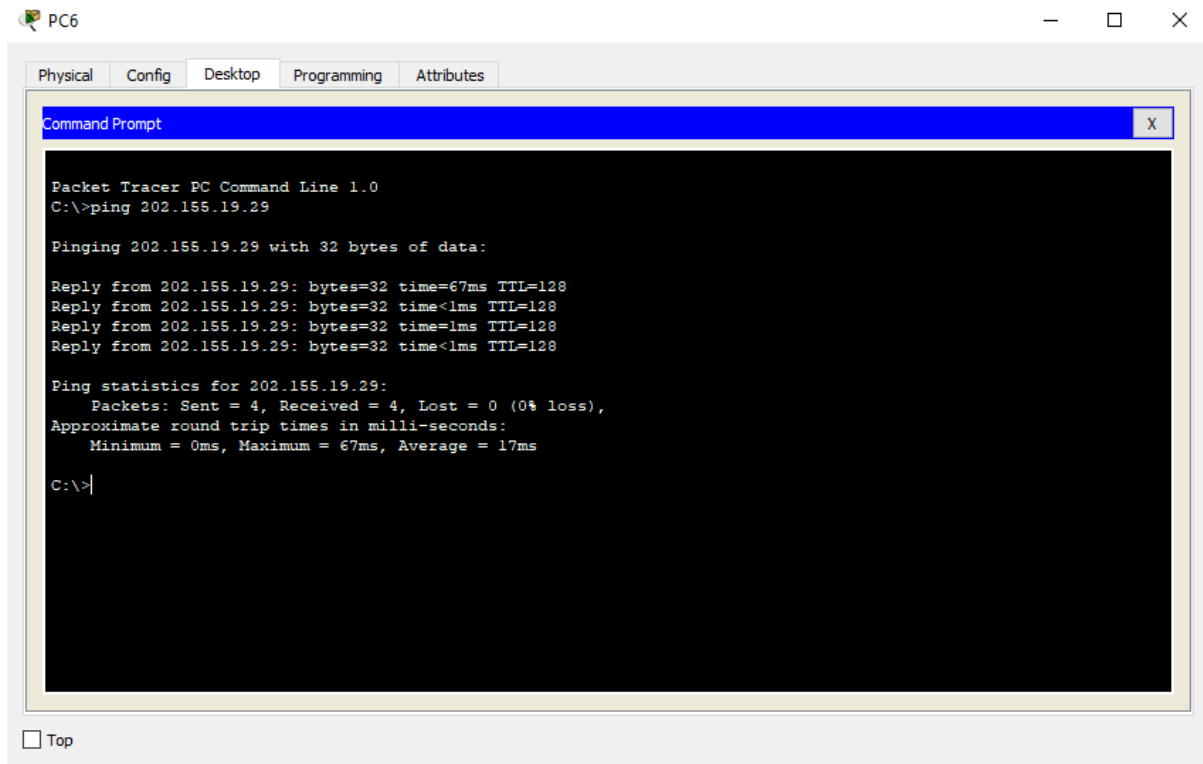 PC6
Physical Config Desktop Programming Attributes
Command Prompt X
Packet Tracer PC Command Line 1.0
C:\>ping 202.155.19.29
Pinging 202.155.19.29 with 32 bytes of data:
Reply from 202.155.19.29: bytes=32 time=67ms TTL=128
Reply from 202.155.19.29: bytes=32 time<1ms TTL=128
Reply from 202.155.19.29: bytes=32 time=1ms TTL=128
Reply from 202.155.19.29: bytes=32 time<1ms TTL=128
Ping statistics for 202.155.19.29:
Packets: Sent = 4, Received = 4, Lost = 0 (0% loss),
Approximate round trip times in milli-seconds:
Minimum = 0ms, Maximum = 67ms, Average = 17ms
C:\>
Top